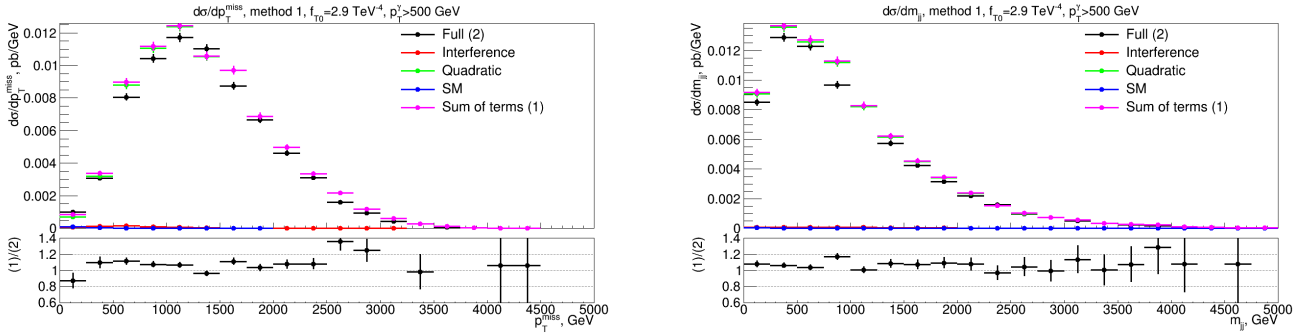 dσ/dp_T^miss, method 1, f_T0=2.9 TeV^-4, p_T^γ>500 GeV
dσ/dp_T^miss, pb/GeV
0.012
0.01
0.008
0.006
0.004
0.002
0
Full (2)
Interference
Quadratic
SM
Sum of terms (1)
(1)/(2)
1.4
1.2
1
0.8
0.6
0 500 1000 1500 2000 2500 3000 3500 4000 4500 5000
p_T^miss, GeV
dσ/dm_jj, method 1, f_T0=2.9 TeV^-4, p_T^γ>500 GeV
dσ/dm_jj, pb/GeV
0.012
0.01
0.008
0.006
0.004
0.002
0
Full (2)
Interference
Quadratic
SM
Sum of terms (1)
(1)/(2)
1.4
1.2
1
0.8
0.6
0 500 1000 1500 2000 2500 3000 3500 4000 4500 5000
m_jj, GeV